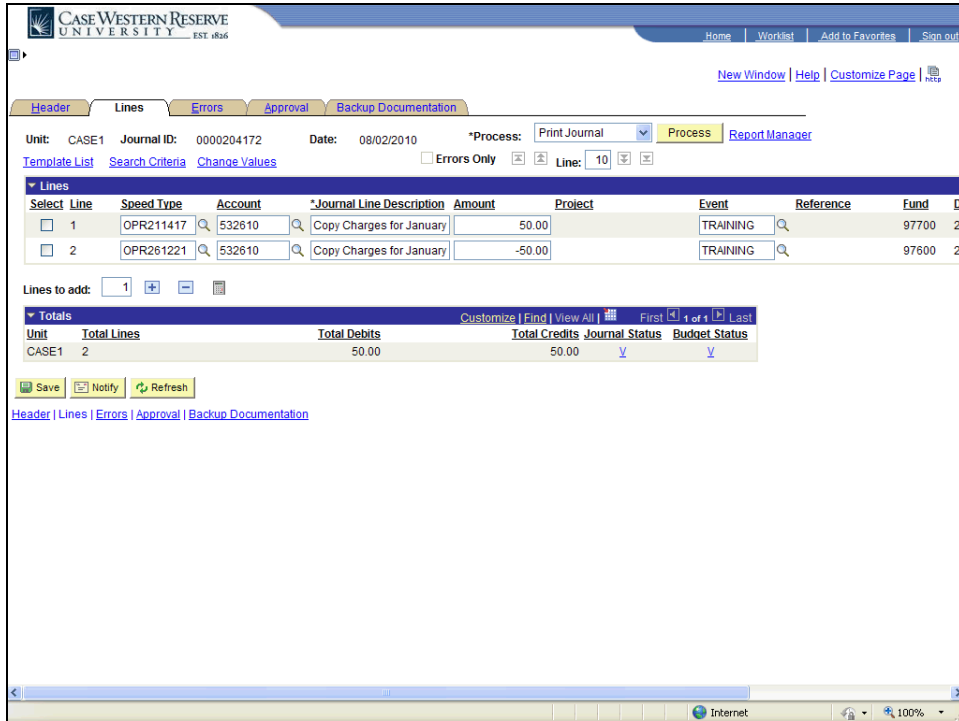 CASE WESTERN RESERVE
UNIVERSITY EST. 1826
Home | Worklist | Add to Favorites | Sign out
New Window | Help | Customize Page | http
Header Lines Errors Approval Backup Documentation
Unit: CASE1 Journal ID: 0000204172 Date: 08/02/2010 *Process: Print Journal Process Report Manager
Template List Search Criteria Change Values Errors Only Line: 10
Lines
Select Line Speed Type Account *Journal Line Description Amount Project Event Reference Fund D
1 OPR211417 532610 Copy Charges for January 50.00 TRAINING 97700 2
2 OPR261221 532610 Copy Charges for January -50.00 TRAINING 97600 2
Lines to add: 1
Totals Customize | Find | View All | First 1 of 1 Last
Unit Total Lines Total Debits Total Credits Journal Status Budget Status
CASE1 2 50.00 50.00 V V
Save Notify Refresh
Header | Lines | Errors | Approval | Backup Documentation
Internet 100%